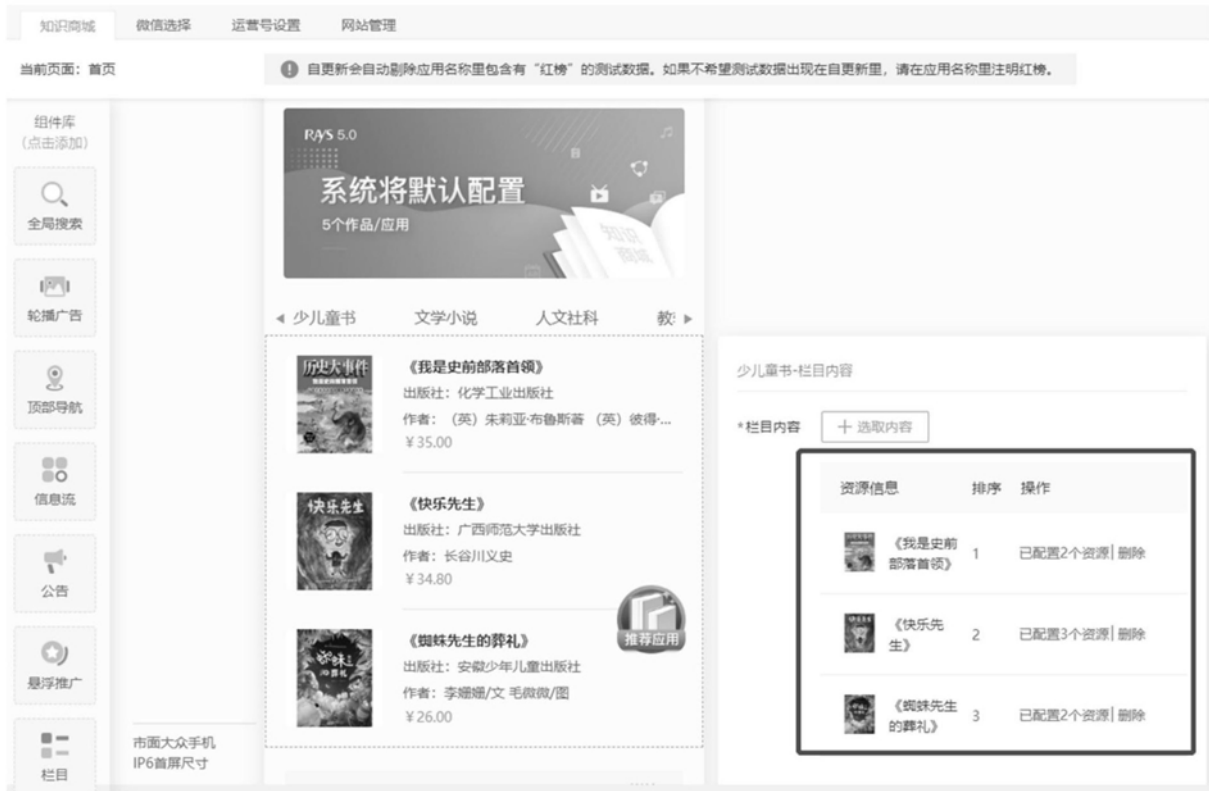 知识商城 微信选择 运营号设置 网站管理
当前页面：首页
自更新会自动剔除应用名称里包含有“红榜”的测试数据。如果不希望测试数据出现在自更新里，请在应用名称里注明红榜。
组件库
（点击添加）
全局搜索
轮播广告
顶部导航
信息流
公告
悬浮推广
栏目
市面大众手机
IP6首屏尺寸
RAYS 5.0
系统将默认配置
5个作品/应用
知识
商城
少儿童书 文学小说 人文社科 教
历史大事件
《我是史前部落首领》
出版社：化学工业出版社
作者：（英）朱莉亚·布鲁斯著 （英）彼得·...
￥35.00
快乐先生
《快乐先生》
出版社：广西师范大学出版社
作者：长谷川义史
￥34.80
推荐应用
《蜘蛛先生的葬礼》
出版社：安徽少年儿童出版社
作者：李姗姗/文 毛微微/图
￥26.00
少儿童书-栏目内容
*栏目内容 + 选取内容
资源信息 排序 操作
《我是史前
部落首领》 1 已配置2个资源| 删除
《快乐先
生》 2 已配置3个资源| 删除
《蜘蛛先生
的葬礼》 3 已配置2个资源| 删除